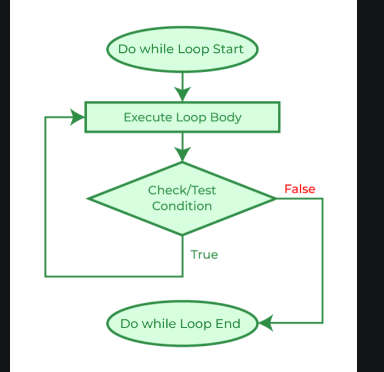 Do while Loop Start
Execute Loop Body
Check/Test
Condition
False
True
Do while Loop End